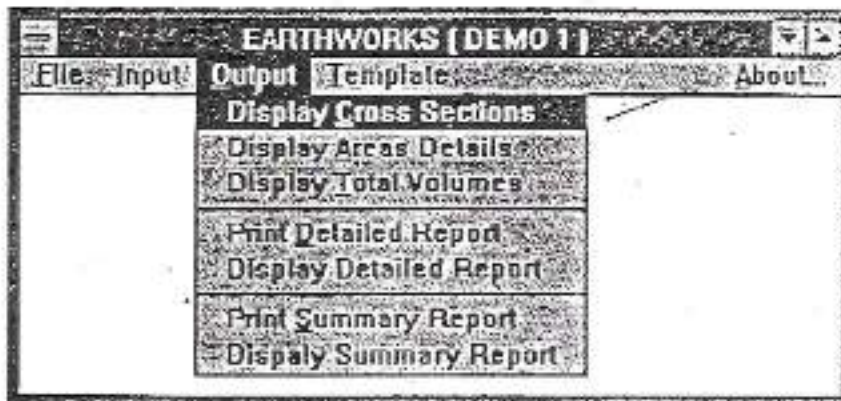 EARTHWORKS ( DEMO 1 )
File Input Output Template About...
Display Cross Sections
Display Areas Details
Display Total Volumes
Print Detailed Report
Display Detailed Report
Print Summary Report
Dispaly Summary Report